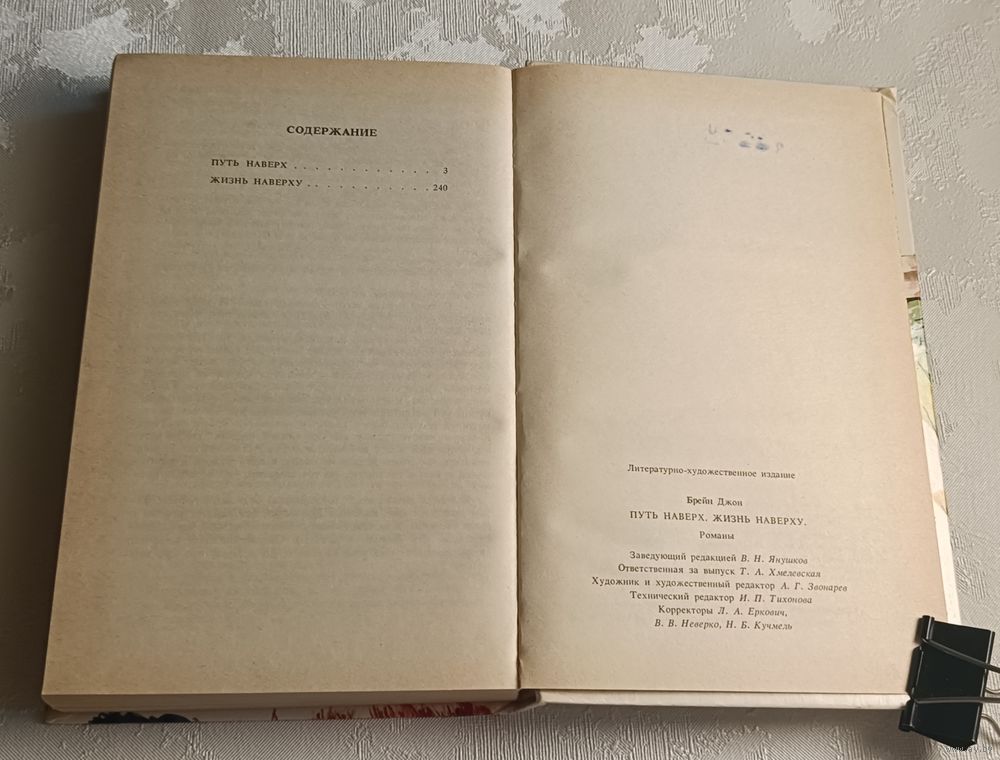 СОДЕРЖАНИЕ
ПУТЬ НАВЕРХ . . . . . . . . . . . . 3
ЖИЗНЬ НАВЕРХУ . . . . . . . . . . . 240
Литературно-художественное издание
Брейн Джон
ПУТЬ НАВЕРХ. ЖИЗНЬ НАВЕРХУ.
Романы
Заведующий редакцией В. Н. Янушков
Ответственная за выпуск Т. А. Хмелевская
Художник и художественный редактор А. Г. Звонарев
Технический редактор И. П. Тихонова
Корректоры Л. А. Еркович,
В. В. Неверко, Н. Б. Кучмель